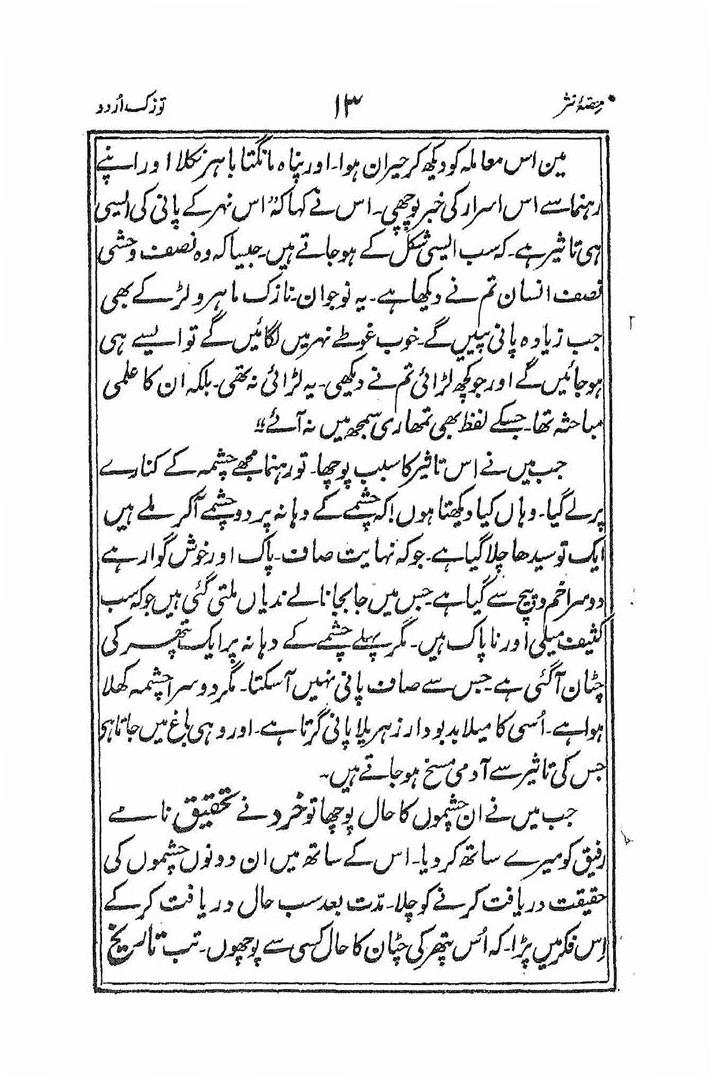 منصۂ نثر ۱۳ توزک اُردو
مین اس معاملہ کو دیکھ کر حیران ہوا۔ اور پناہ مانگتا باہر نکلا اور اپنے
رہنما سے اس اسرار کی خبر پوچھی۔ اس نے کہا کہ "اس نہر کے پانی کی ایسی
ہی تاثیر ہے۔ کہ سب ایسی شکل کے ہوجاتے ہیں۔ جیسا کہ وہ نصف وحشی
نصف انسان تم نے دیکھا ہے۔ یہ نوجوان۔ نازک ماہرو لڑکے بھی
جب زیادہ پانی پیں گے۔ خوب غوطے نہر میں لگائیں گے تو ایسے ہی
ہوجائیں گے اور جو کچھ لڑائی تم نے دیکھی۔ یہ لڑائی نہ تھی۔ بلکہ ان کا علمی
مباحثہ تھا۔ جسکے لفظ بھی تمھاری سمجھ میں نہ آئے"
جب میں نے اس تاثیر کا سبب پوچھا۔ تو رہنما مجھے چشمہ کے کنارے
پر لے گیا۔ وہاں کیا دیکھتا ہوں! کہ چشمے کے دہانہ پر دو چشمے آکر ملے ہیں
ایک تو سیدھا چلا گیا ہے۔ جو کہ نہایت صاف۔ پاک اور خوش گوار ہے
دوسرا خم و پیچ سے گیا ہے۔ جس میں جابجا نالے ندیاں ملتی گئی ہیں جو کہ سب
کثیف میلی اور ناپاک ہیں۔ مگر پہلے چشمے کے دہانہ پر ایک پتھر کی
چٹان آگئی ہے۔ جس سے صاف پانی نہیں آسکتا۔ مگر دوسرا چشمہ کھلا
ہوا ہے۔ اُسی کا میلا بدبودار زہریلا پانی گرتا ہے۔ اور وہی باغ میں جاتا ہی
جس کی تاثیر سے آدمی مسخ ہوجاتے ہیں۔
جب میں نے ان چشموں کا حال پوچھا تو خرد نے تحقیق نامے
رفیق کو میرے ساتھ کر دیا۔ اس کے ساتھ میں ان دونوں چشموں کی
حقیقت دریافت کرنے کو چلا۔ مدّت بعد سب حال دریافت کر کے
اِس فکر میں پڑا۔ کہ اُس پتھر کی چٹان کا حال کسی سے پوچھوں۔ تب تاریخ